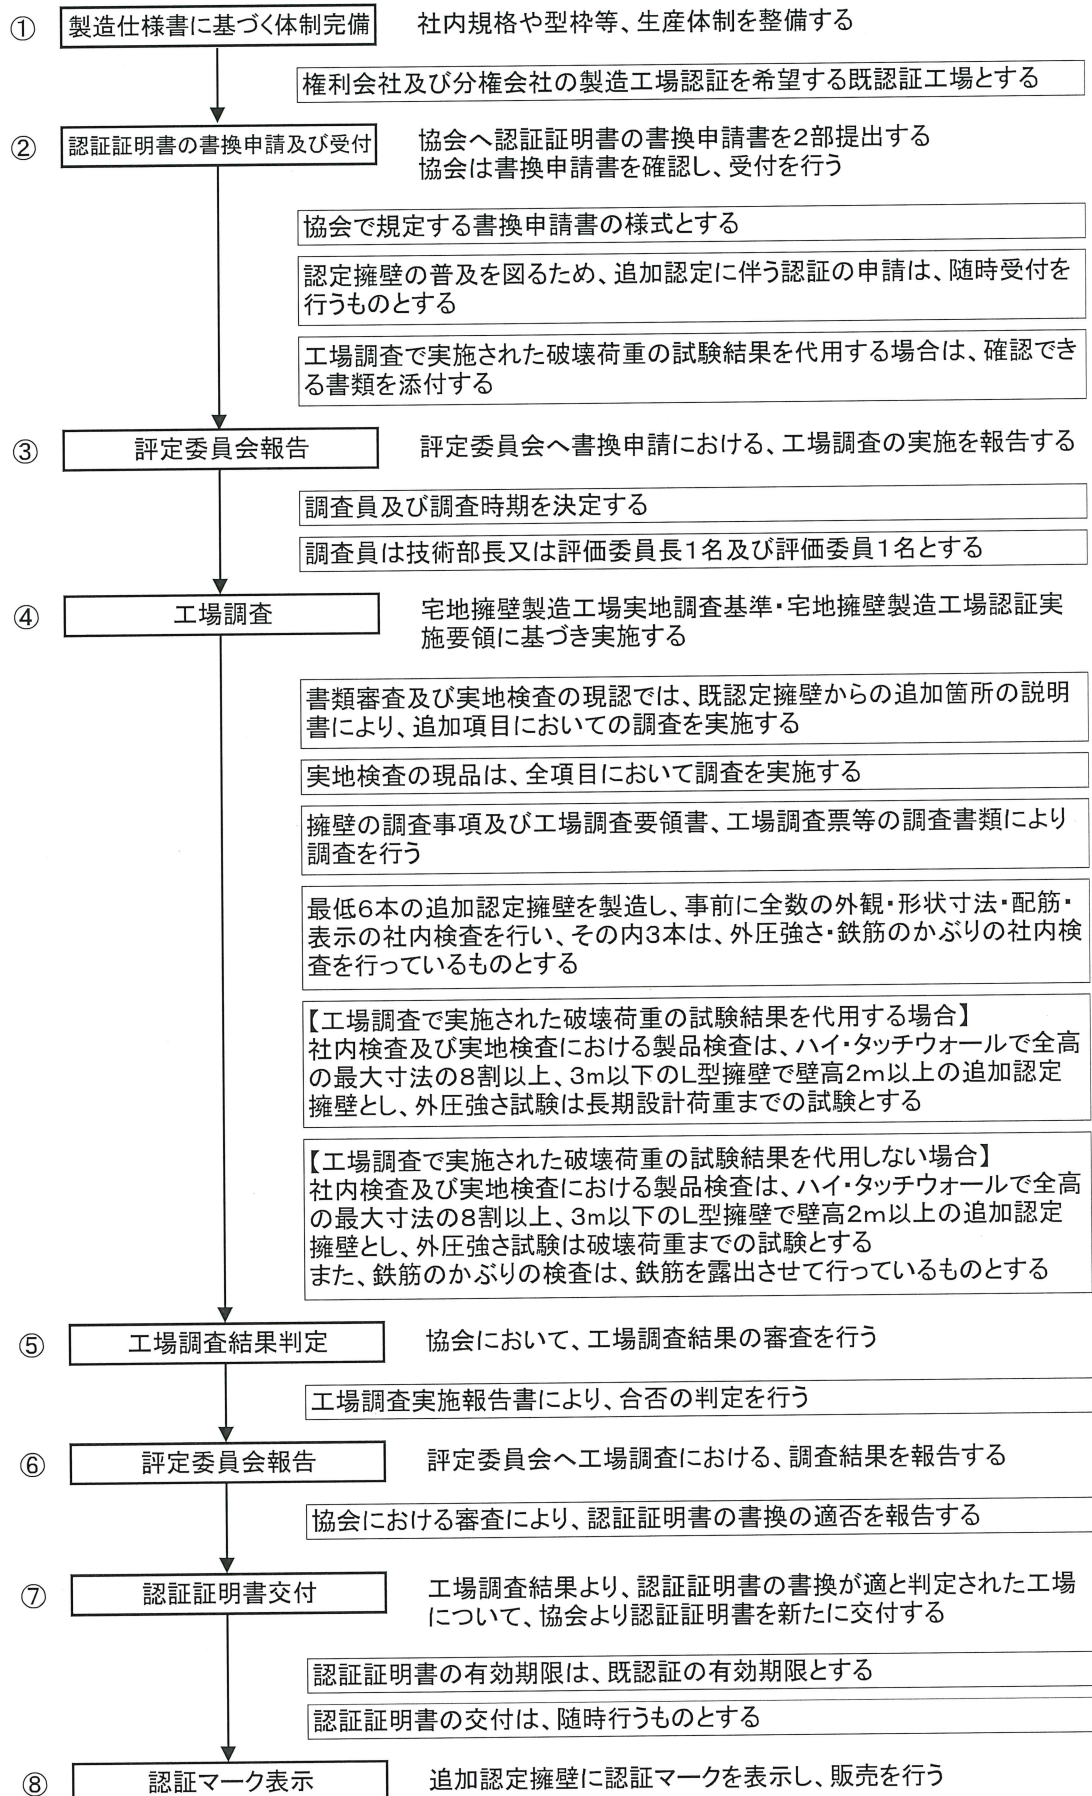 ① 製造仕様書に基づく体制完備 社内規格や型枠等、生産体制を整備する
権利会社及び分権会社の製造工場認証を希望する既認証工場とする
② 認証証明書の書換申請及び受付 協会へ認証証明書の書換申請書を2部提出する
協会は書換申請書を確認し、受付を行う
協会で規定する書換申請書の様式とする
認定擁壁の普及を図るため、追加認定に伴う認証の申請は、随時受付を
行うものとする
工場調査で実施された破壊荷重の試験結果を代用する場合は、確認でき
る書類を添付する
③ 評定委員会報告 評定委員会へ書換申請における、工場調査の実施を報告する
調査員及び調査時期を決定する
調査員は技術部長又は評価委員長1名及び評価委員1名とする
④ 工場調査 宅地擁壁製造工場実地調査基準・宅地擁壁製造工場認証実
施要領に基づき実施する
書類審査及び実地検査の現認では、既認定擁壁からの追加箇所の説明
書により、追加項目においての調査を実施する
実地検査の現品は、全項目において調査を実施する
擁壁の調査事項及び工場調査要領書、工場調査票等の調査書類により
調査を行う
最低6本の追加認定擁壁を製造し、事前に全数の外観・形状寸法・配筋・
表示の社内検査を行い、その内3本は、外圧強さ・鉄筋のかぶりの社内検
査を行っているものとする
【工場調査で実施された破壊荷重の試験結果を代用する場合】
社内検査及び実地検査における製品検査は、ハイ・タッチウォールで全高
の最大寸法の8割以上、3m以下のL型擁壁で壁高2m以上の追加認定
擁壁とし、外圧強さ試験は長期設計荷重までの試験とする
【工場調査で実施された破壊荷重の試験結果を代用しない場合】
社内検査及び実地検査における製品検査は、ハイ・タッチウォールで全高
の最大寸法の8割以上、3m以下のL型擁壁で壁高2m以上の追加認定
擁壁とし、外圧強さ試験は破壊荷重までの試験とする
また、鉄筋のかぶりの検査は、鉄筋を露出させて行っているものとする
⑤ 工場調査結果判定 協会において、工場調査結果の審査を行う
工場調査実施報告書により、合否の判定を行う
⑥ 評定委員会報告 評定委員会へ工場調査における、調査結果を報告する
協会における審査により、認証証明書の書換の適否を報告する
⑦ 認証証明書交付 工場調査結果より、認証証明書の書換が適と判定された工場
について、協会より認証証明書を新たに交付する
認証証明書の有効期限は、既認証の有効期限とする
認証証明書の交付は、随時行うものとする
⑧ 認証マーク表示 追加認定擁壁に認証マークを表示し、販売を行う